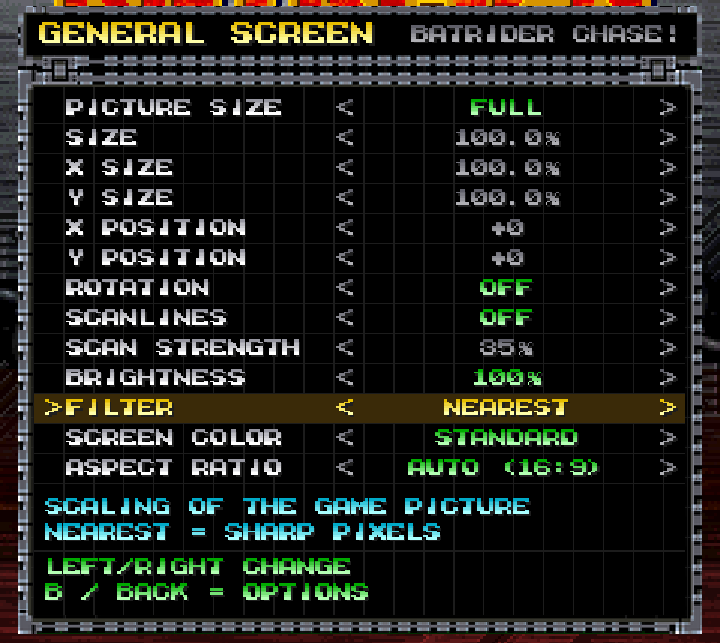 GENERAL SCREEN BATRIDER CHASE!
PICTURE SIZE < FULL >
SIZE < 100.0% >
X SIZE < 100.0% >
Y SIZE < 100.0% >
X POSITION < +0 >
Y POSITION < +0 >
ROTATION < OFF >
SCANLINES < OFF >
SCAN STRENGTH < 35% >
BRIGHTNESS < 100% >
>FILTER < NEAREST >
SCREEN COLOR < STANDARD >
ASPECT RATIO < AUTO (16:9) >
SCALING OF THE GAME PICTURE
NEAREST = SHARP PIXELS
LEFT/RIGHT CHANGE
B / BACK = OPTIONS